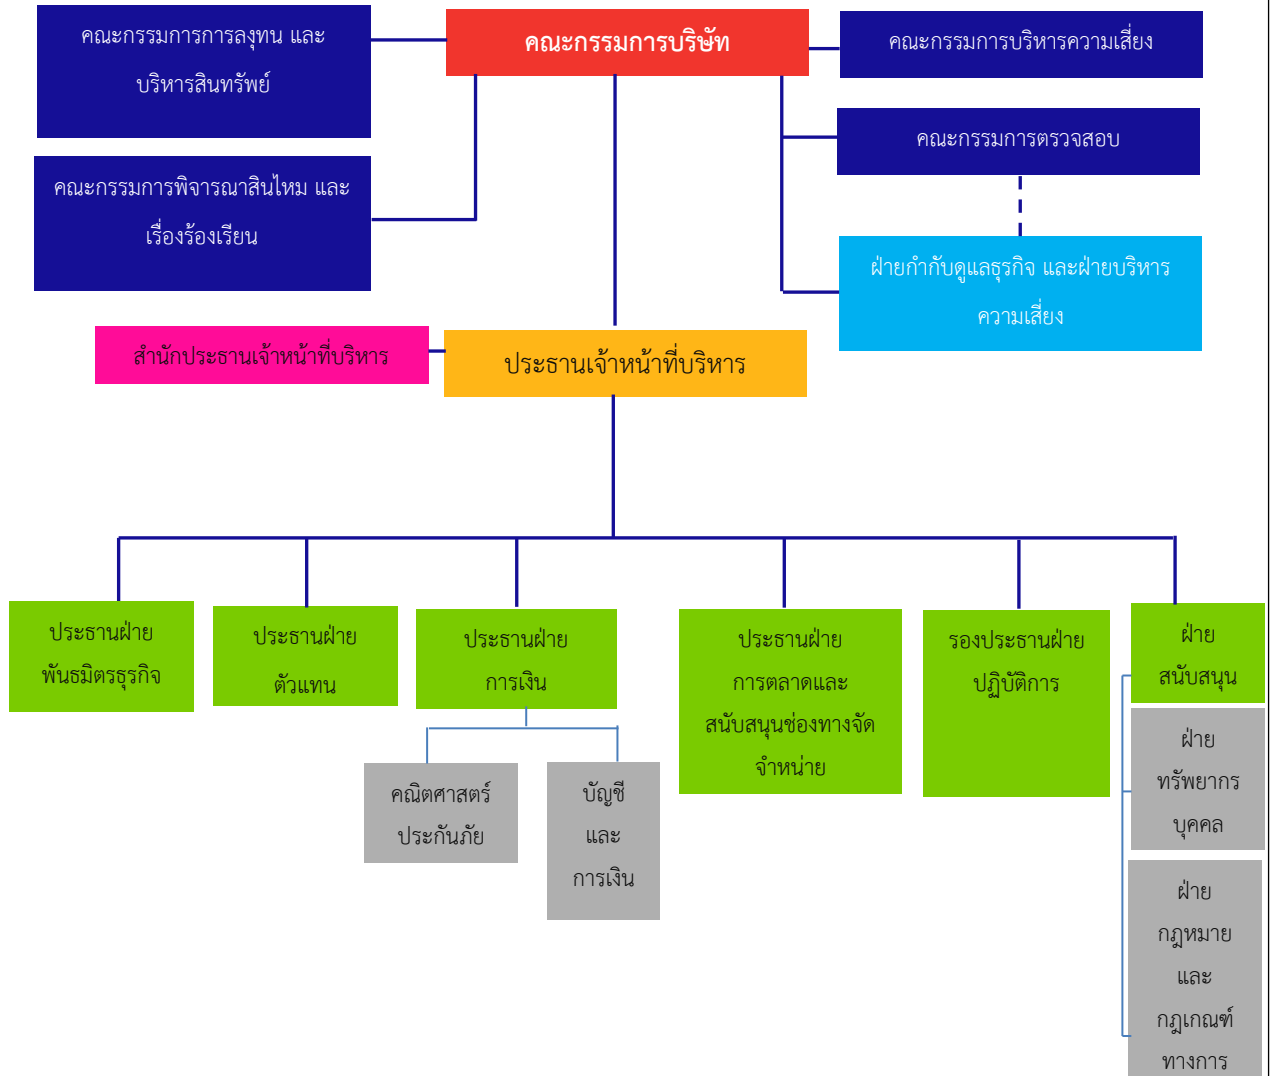 คณะกรรมการการลงทุน และ
บริหารสินทรัพย์
คณะกรรมการบริษัท
คณะกรรมการบริหารความเสี่ยง
คณะกรรมการตรวจสอบ
คณะกรรมการพิจารณาสินไหม และ
เรื่องร้องเรียน
ฝ่ายกำกับดูแลธุรกิจ และฝ่ายบริหาร
ความเสี่ยง
สำนักประธานเจ้าหน้าที่บริหาร
ประธานเจ้าหน้าที่บริหาร
ประธานฝ่าย
พันธมิตรธุรกิจ
ประธานฝ่าย
ตัวแทน
ประธานฝ่าย
การเงิน
ประธานฝ่าย
การตลาดและ
สนับสนุนช่องทางจัด
จำหน่าย
รองประธานฝ่าย
ปฏิบัติการ
ฝ่าย
สนับสนุน
คณิตศาสตร์
ประกันภัย
บัญชี
และ
การเงิน
ฝ่าย
ทรัพยากร
บุคคล
ฝ่าย
กฎหมาย
และ
กฎเกณฑ์
ทางการ